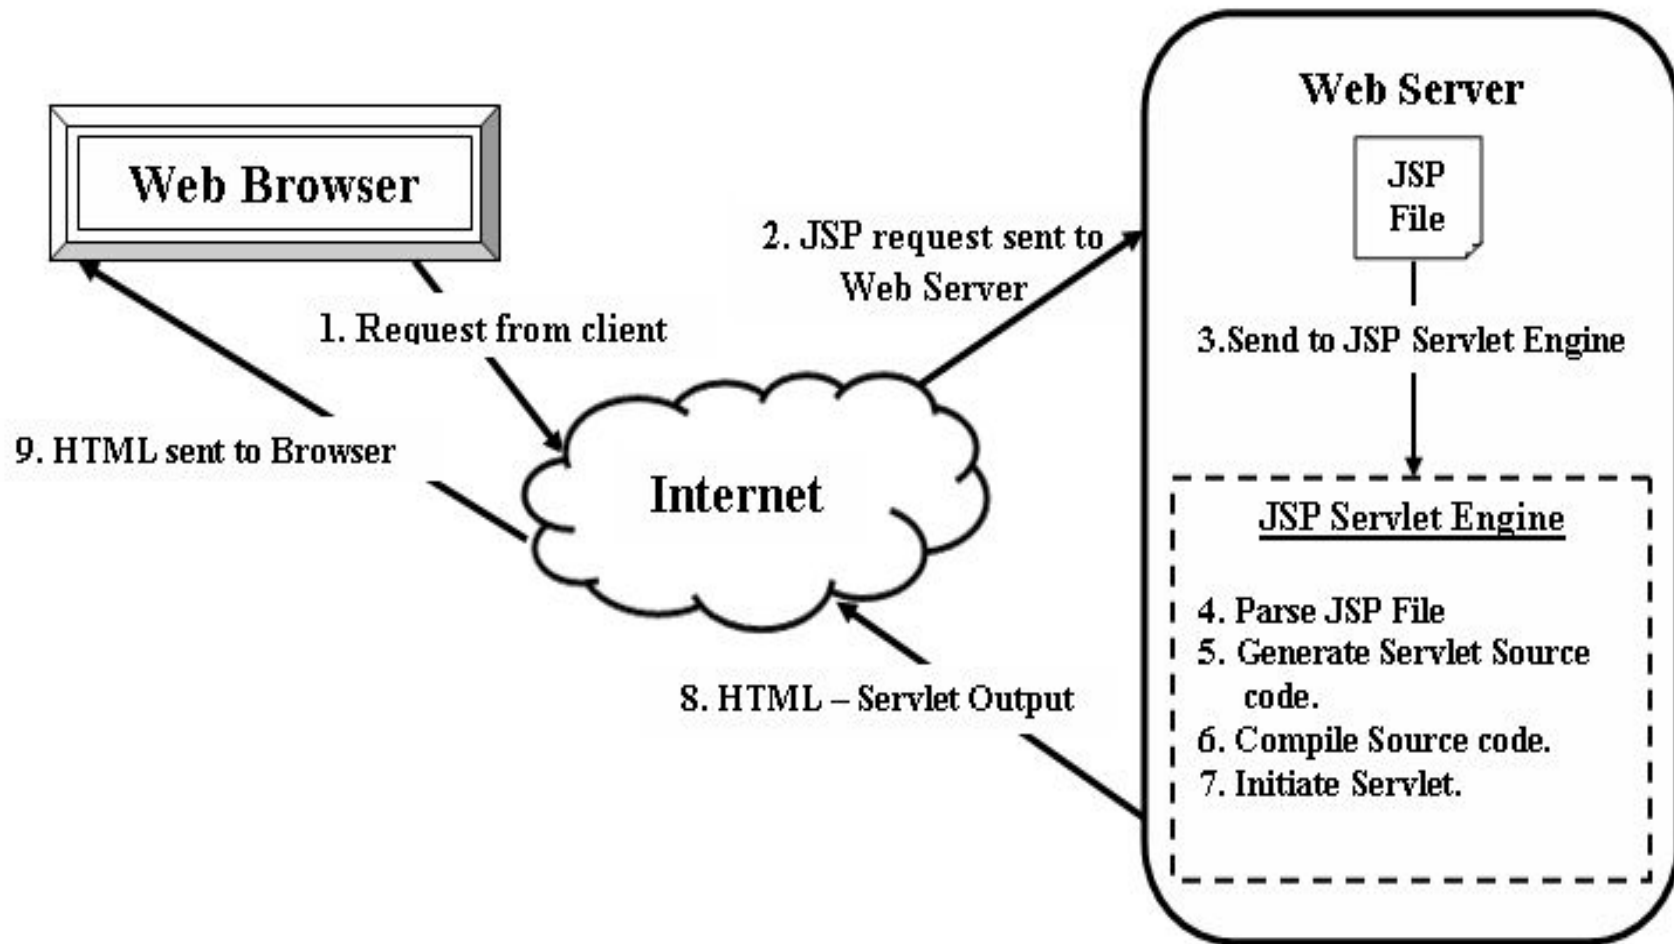 Web Server
JSP
File
Web Browser
2. JSP request sent to
Web Server
1. Request from client
3.Send to JSP Servlet Engine
9. HTML sent to Browser
Internet
JSP Servlet Engine
4. Parse JSP File
5. Generate Servlet Source
code.
6. Compile Source code.
7. Initiate Servlet.
8. HTML – Servlet Output